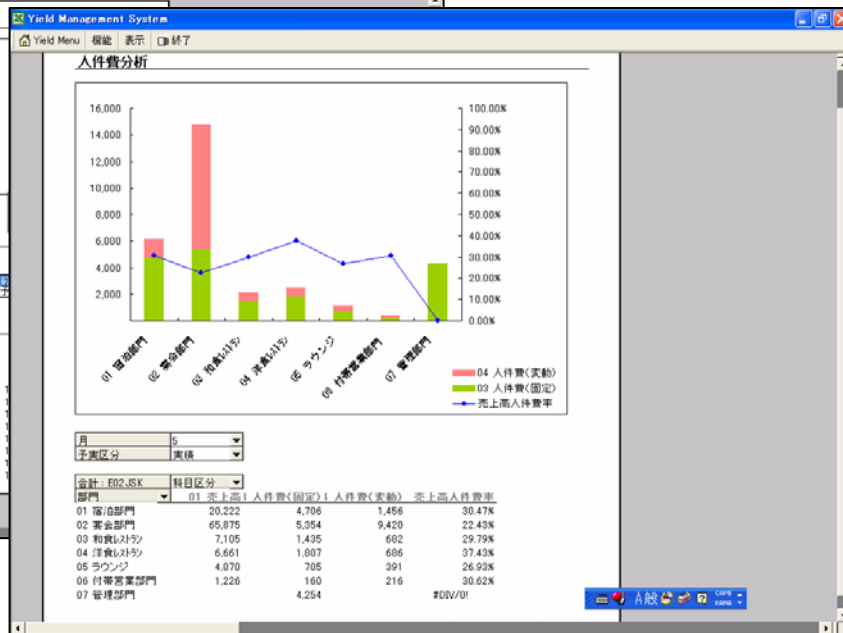 Yield Management System
Yield Menu 機能 表示 終了
人件費分析
16,000
14,000
12,000
10,000
8,000
6,000
4,000
2,000
100.00%
90.00%
80.00%
70.00%
60.00%
50.00%
40.00%
30.00%
20.00%
10.00%
0.00%
01 宿泊部門
02 宴会部門
03 和食レストラン
04 洋食レストラン
05 ラウンジ
06 付帯営業部門
07 管理部門
04 人件費(変動)
03 人件費(固定)
売上高人件費率
月 5
予実区分 実績
合計 : E02JSK 科目区分
部門 01 売上高 人件費(固定) 人件費(変動) 売上高人件費率
01 宿泊部門 20,222 4,706 1,456 30.47%
02 宴会部門 65,875 5,354 9,420 22.43%
03 和食レストラン 7,105 1,435 682 29.79%
04 洋食レストラン 6,661 1,807 686 37.43%
05 ラウンジ 4,070 705 391 26.93%
06 付帯営業部門 1,226 160 216 30.62%
07 管理部門 4,254 #DIV/0!
A 般 CAPS KANA